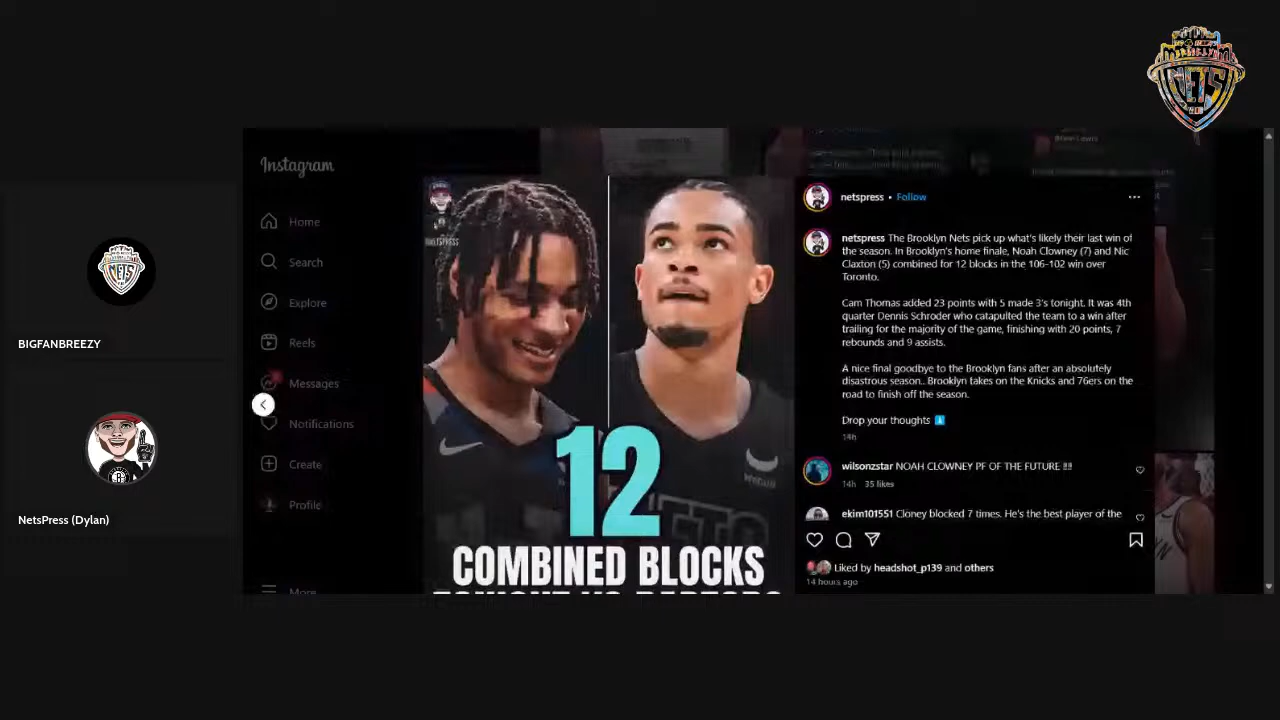 NETS
Instagram
Home
Search
Explore
Reels
Messages
Notifications
Create
Profile
More
BIGFANBREEZY
NetsPress (Dylan)
@NETSPRESS
12
COMBINED BLOCKS
TONIGHT VS RAPTORS
netspress • Follow
netspress The Brooklyn Nets pick up what's likely their last win of
the season. In Brooklyn's home finale, Noah Clowney (7) and Nic
Claxton (5) combined for 12 blocks in the 106-102 win over
Toronto.
Cam Thomas added 23 points with 5 made 3's tonight. It was 4th
quarter Dennis Schroder who catapulted the team to a win after
trailing for the majority of the game, finishing with 20 points, 7
rebounds and 9 assists.
A nice final goodbye to the Brooklyn fans after an absolutely
disastrous season.. Brooklyn takes on the Knicks and 76ers on the
road to finish off the season.
Drop your thoughts
14h
wilsonzstar NOAH CLOWNEY PF OF THE FUTURE !!!!
14h 35 likes
ekim101551 Cloney blocked 7 times. He's the best player of the
Liked by headshot_p139 and others
14 hours ago